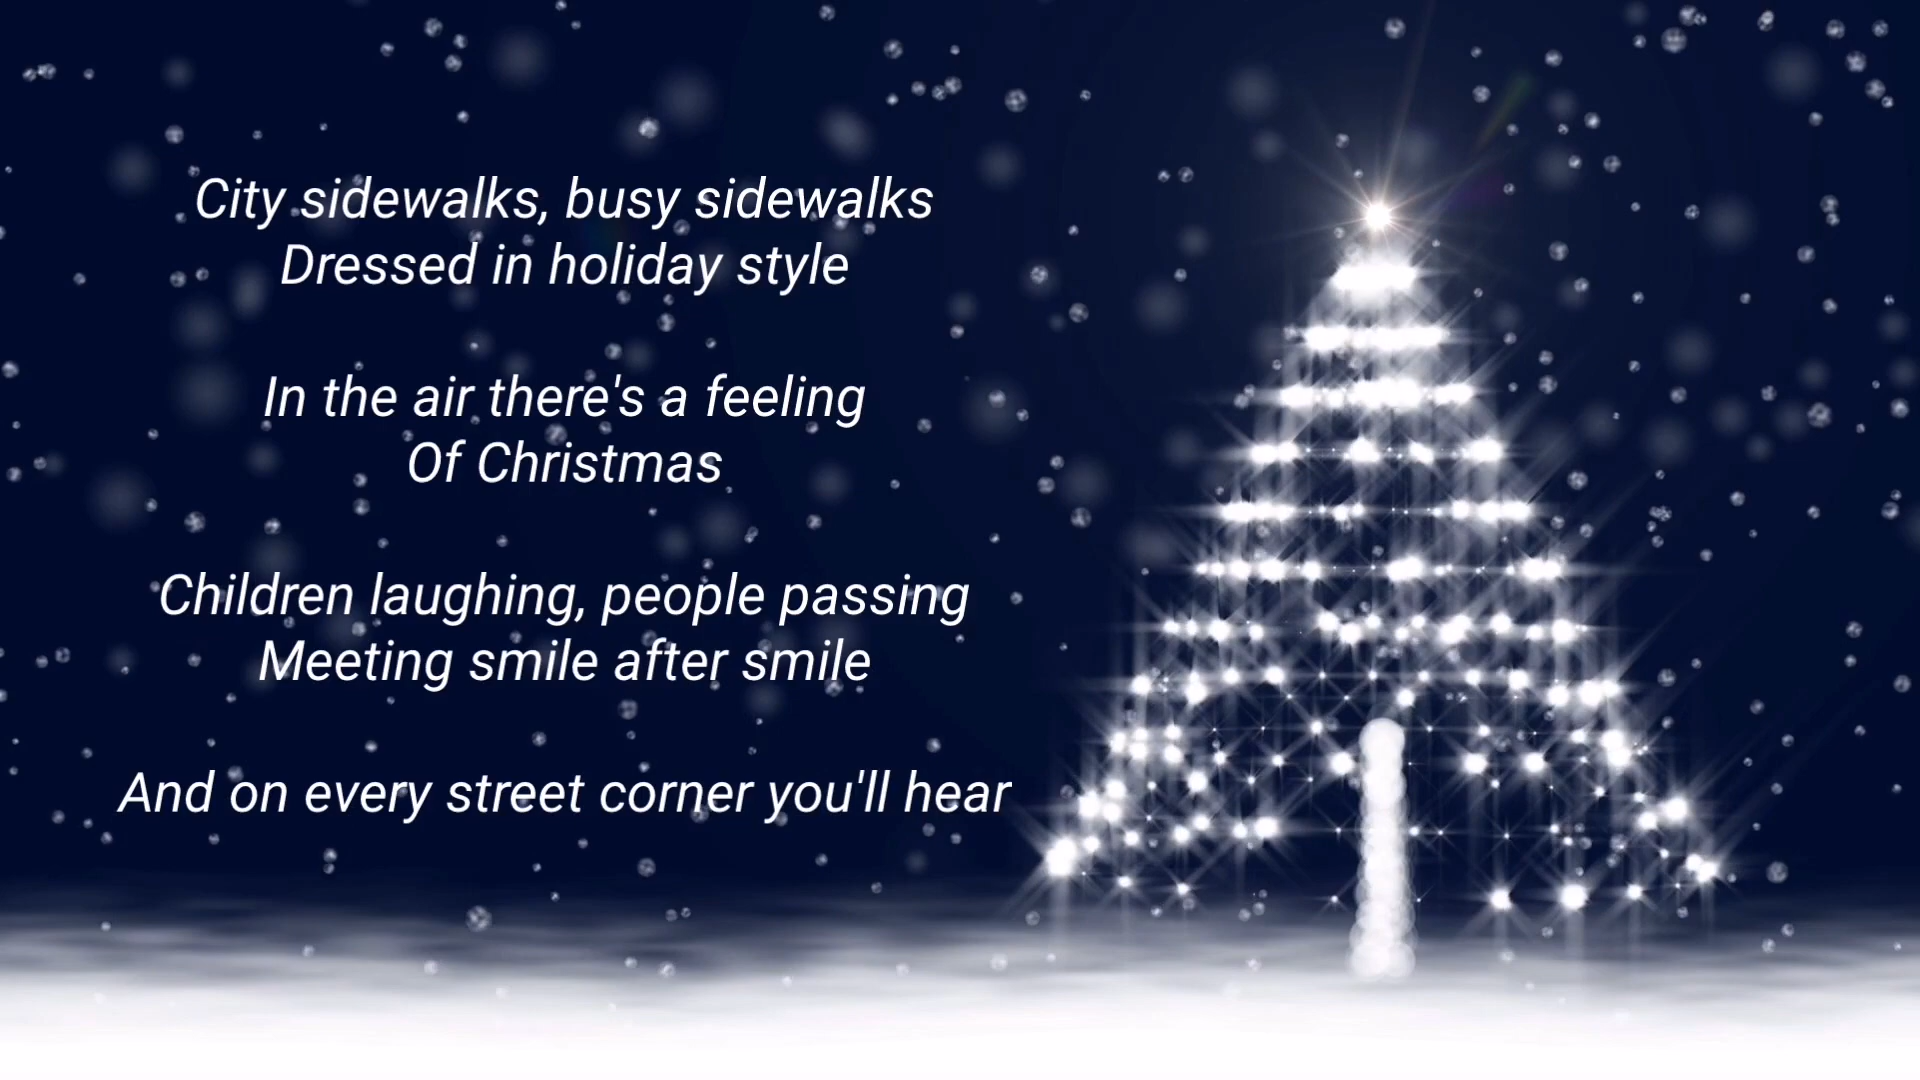 City sidewalks, busy sidewalks
Dressed in holiday style
In the air there's a feeling
Of Christmas
Children laughing, people passing
Meeting smile after smile
And on every street corner you'll hear